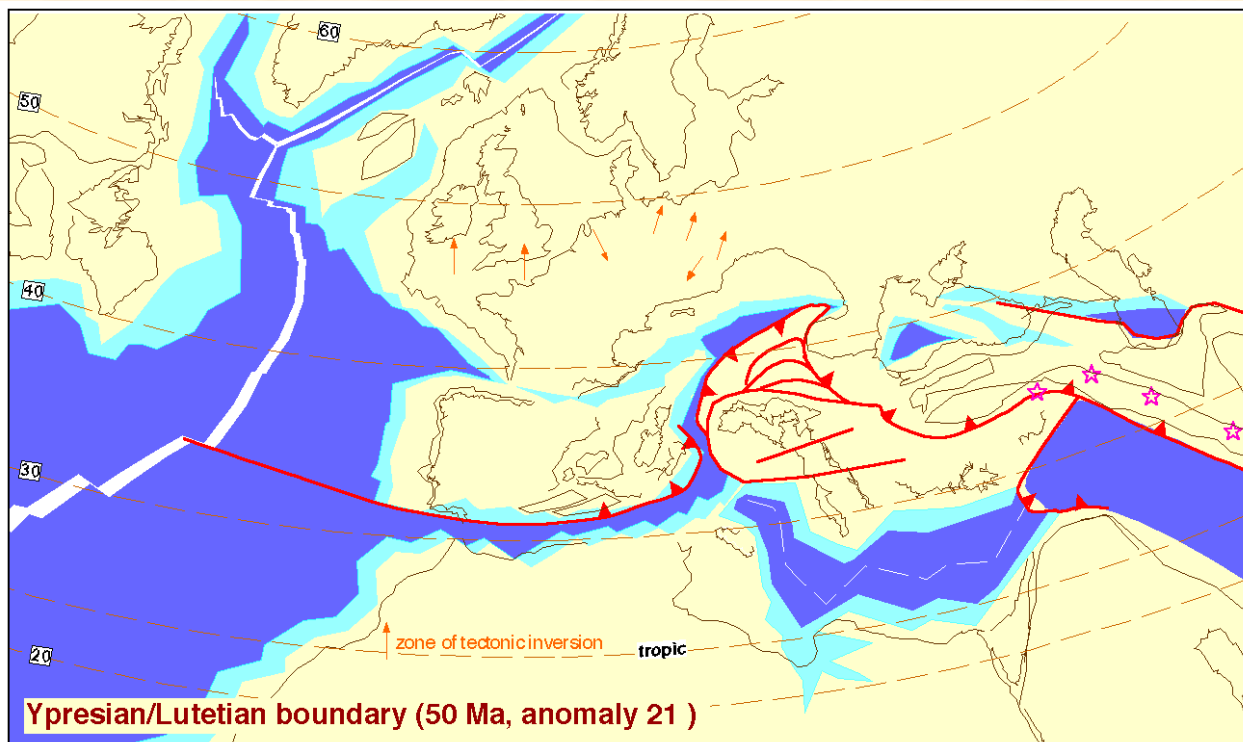 60
50
40
30
20
zone of tectonic inversion
tropic
Ypresian/Lutetian boundary (50 Ma, anomaly 21 )